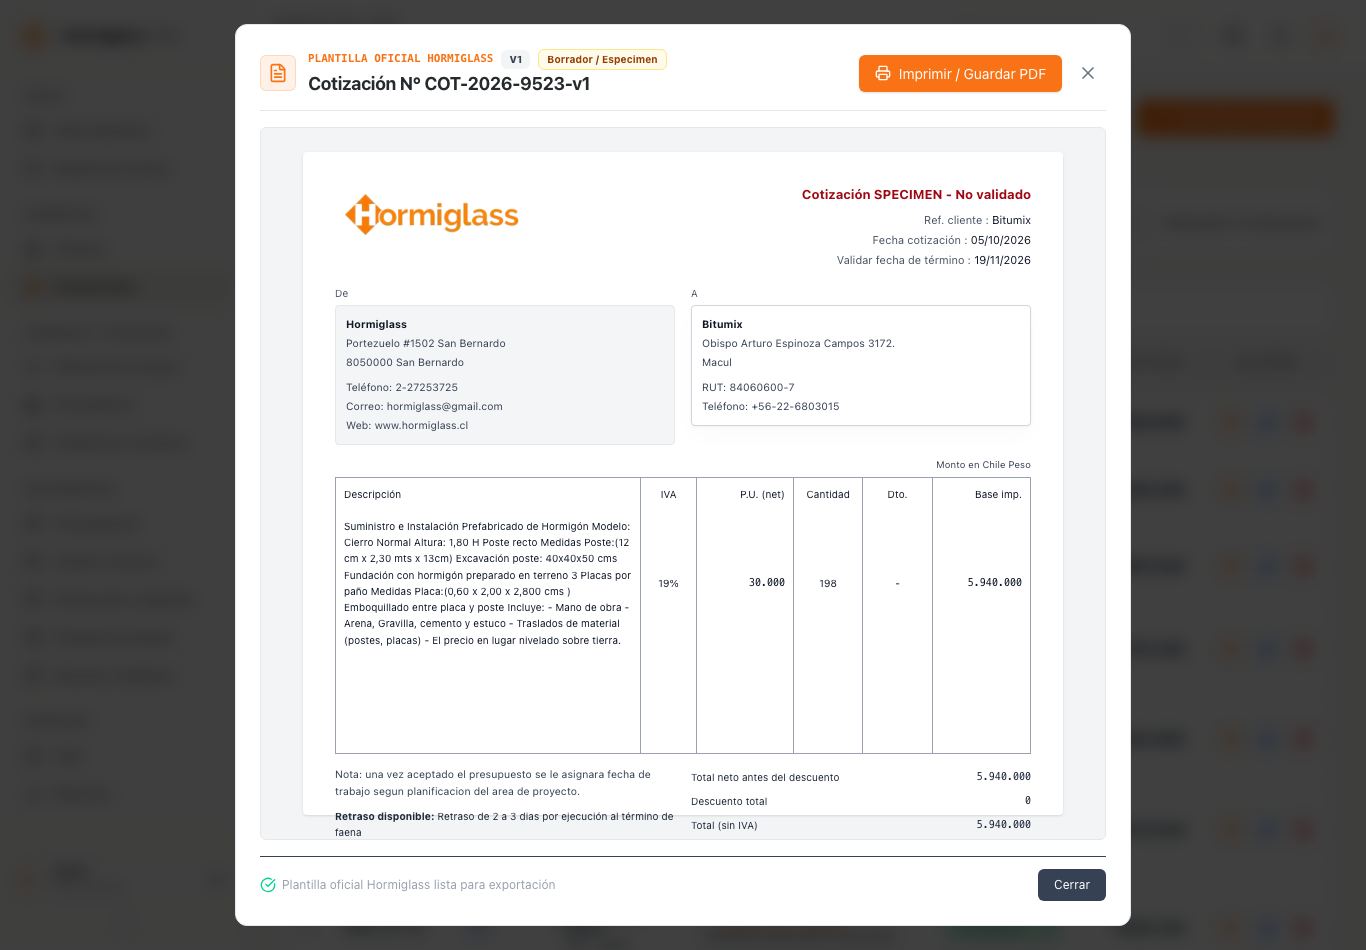 PLANTILLA OFICIAL HORMIGLASS V1 Borrador / Especimen
Cotización Nº COT-2026-9523-v1
Imprimir / Guardar PDF
Hormiglass
Cotización SPECIMEN - No validado
Ref. cliente : Bitumix
Fecha cotización : 05/10/2026
Validar fecha de término : 19/11/2026
De
Hormiglass
Portezuelo #1502 San Bernardo
8050000 San Bernardo
Teléfono: 2-27253725
Correo: hormiglass@gmail.com
Web: www.hormiglass.cl
A
Bitumix
Obispo Arturo Espinoza Campos 3172.
Macul
RUT: 84060600-7
Teléfono: +56-22-6803015
Monto en Chile Peso
Descripción IVA P.U. (net) Cantidad Dto. Base imp.
Suministro e Instalación Prefabricado de Hormigón Modelo:
Cierro Normal Altura: 1,80 H Poste recto Medidas Poste:(12
cm x 2,30 mts x 13cm) Excavación poste: 40x40x50 cms
Fundación con hormigón preparado en terreno 3 Placas por
paño Medidas Placa:(0,60 x 2,00 x 2,800 cms )
Emboquillado entre placa y poste Incluye: - Mano de obra -
Arena, Gravilla, cemento y estuco - Traslados de material
(postes, placas) - El precio en lugar nivelado sobre tierra.
19% 30.000 198 - 5.940.000
Nota: una vez aceptado el presupuesto se le asignara fecha de
trabajo segun planificacion del area de proyecto.
Retraso disponible: Retraso de 2 a 3 dias por ejecución al término de
faena
Total neto antes del descuento 5.940.000
Descuento total 0
Total (sin IVA) 5.940.000
Plantilla oficial Hormiglass lista para exportación
Cerrar